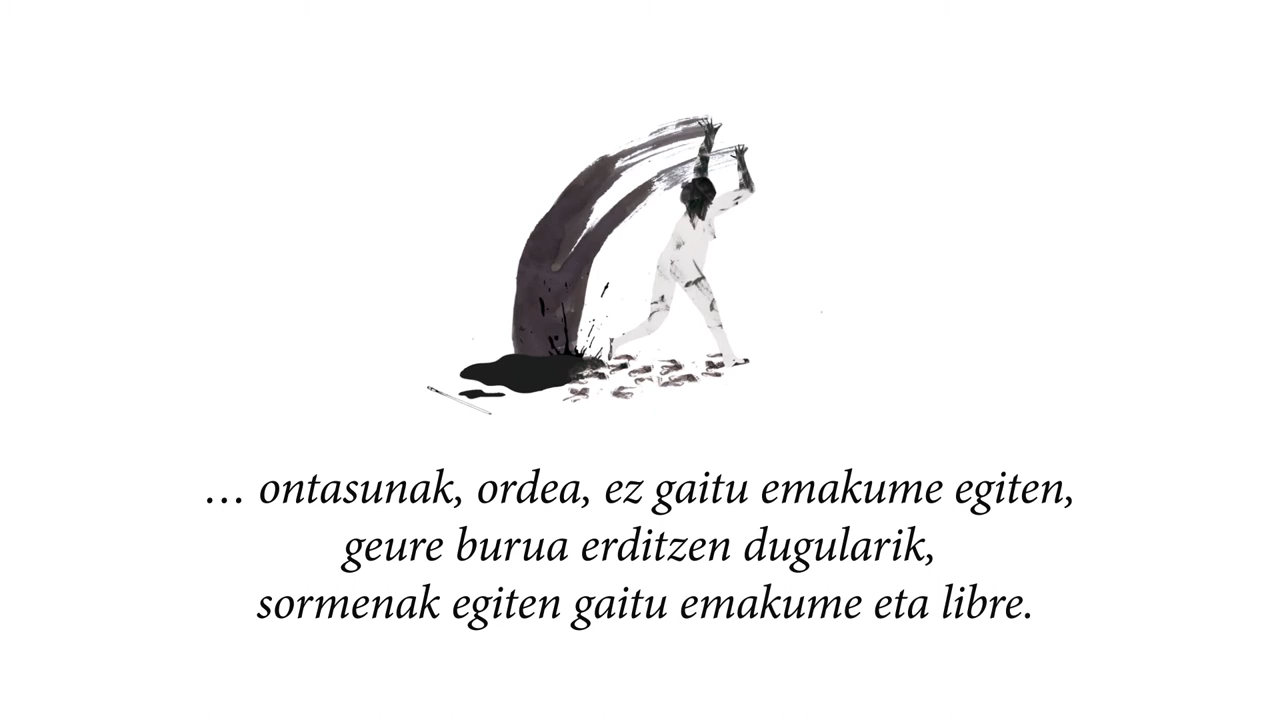 … ontasunak, ordea, ez gaitu emakume egiten,
geure burua erditzen dugularik,
sormenak egiten gaitu emakume eta libre.